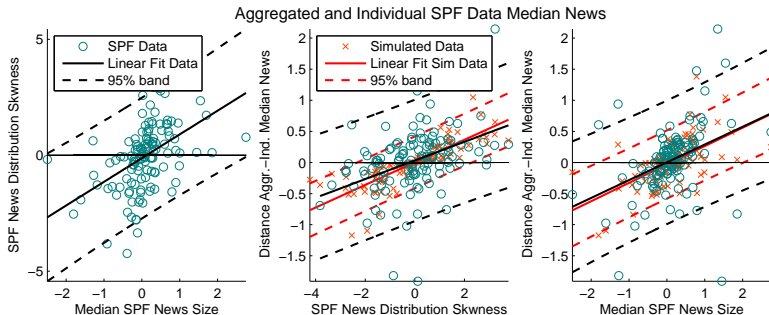 Aggregated and Individual SPF Data Median News
SPF News Distribution Skwness
5
0
−5
SPF Data
Linear Fit Data
95% band
−2 −1 0 1 2
Median SPF News Size
Distance Aggr.−Ind. Median News
2
1.5
1
0.5
0
−0.5
−1
−1.5
Simulated Data
Linear Fit Sim Data
95% band
−4 −2 0 2
SPF News Distribution Skwness
Distance Aggr.−Ind. Median News
2
1.5
1
0.5
0
−0.5
−1
−1.5
−2 −1 0 1 2
Median SPF News Size